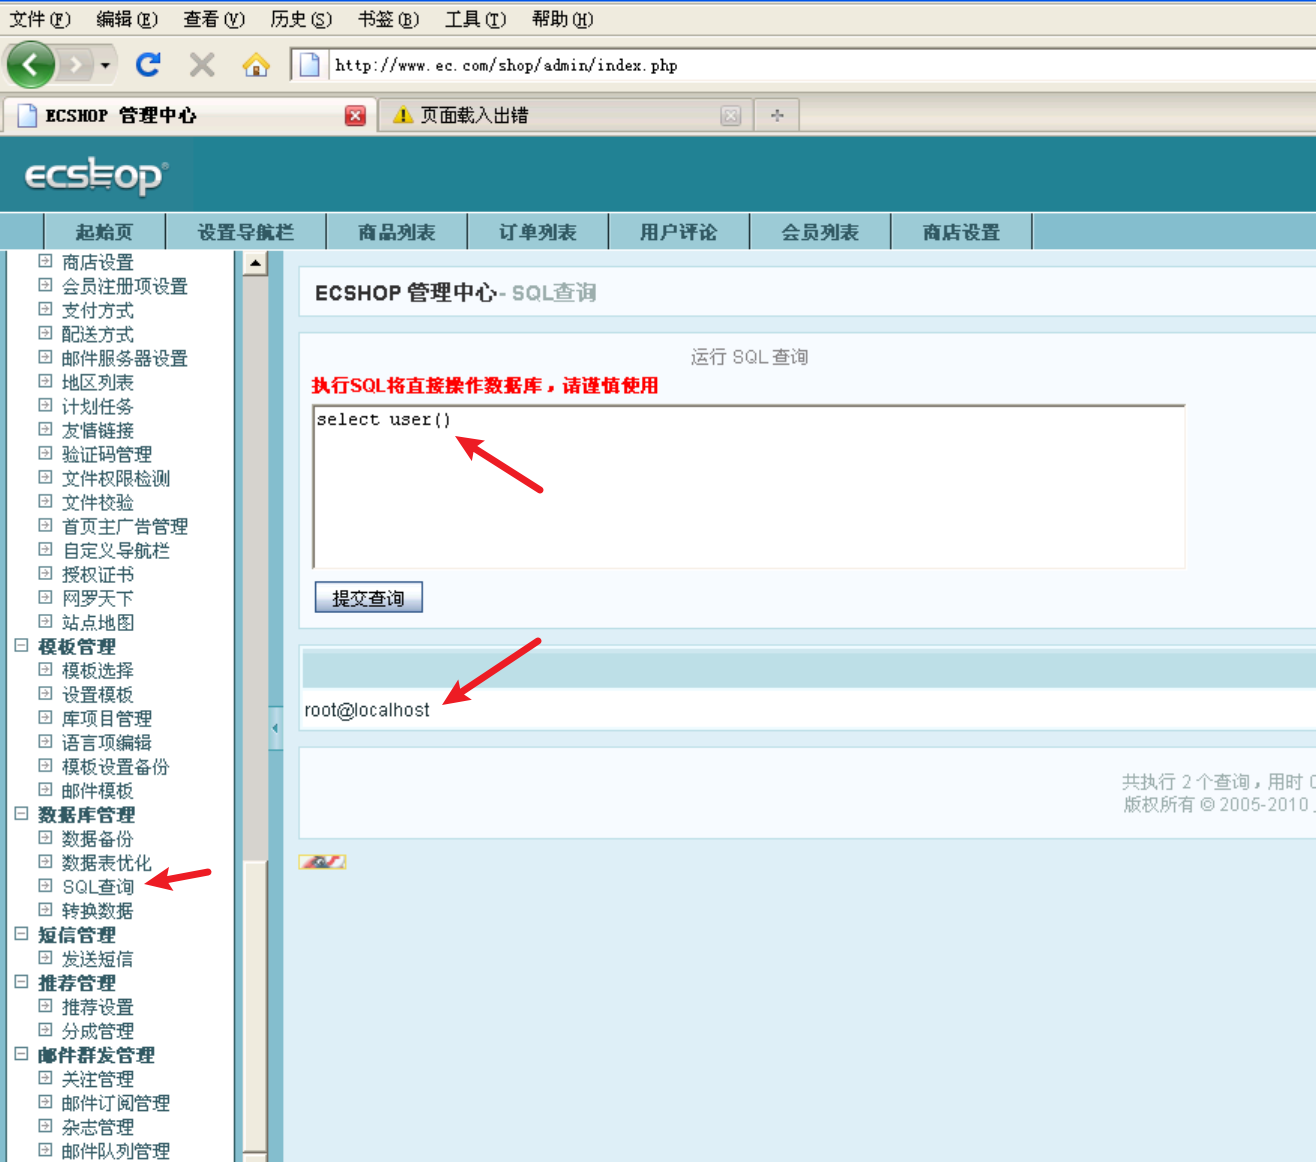 文件(F) 编辑(E) 查看(V) 历史(S) 书签(B) 工具(T) 帮助(H)
http://www.ec.com/shop/admin/index.php
ECSHOP 管理中心 页面载入出错
ecshop®
起始页 设置导航栏 商品列表 订单列表 用户评论 会员列表 商店设置
商店设置
会员注册项设置
支付方式
配送方式
邮件服务器设置
地区列表
计划任务
友情链接
验证码管理
文件权限检测
文件校验
首页主广告管理
自定义导航栏
授权证书
网罗天下
站点地图
模板管理
模板选择
设置模板
库项目管理
语言项编辑
模板设置备份
邮件模板
数据库管理
数据备份
数据表优化
SQL查询
转换数据
短信管理
发送短信
推荐管理
推荐设置
分成管理
邮件群发管理
关注管理
邮件订阅管理
杂志管理
邮件队列管理
ECSHOP 管理中心 - SQL查询
运行 SQL 查询
执行SQL将直接操作数据库，请谨慎使用
select user()
提交查询
root@localhost
共执行 2 个查询，用时
版权所有 © 2005-2010